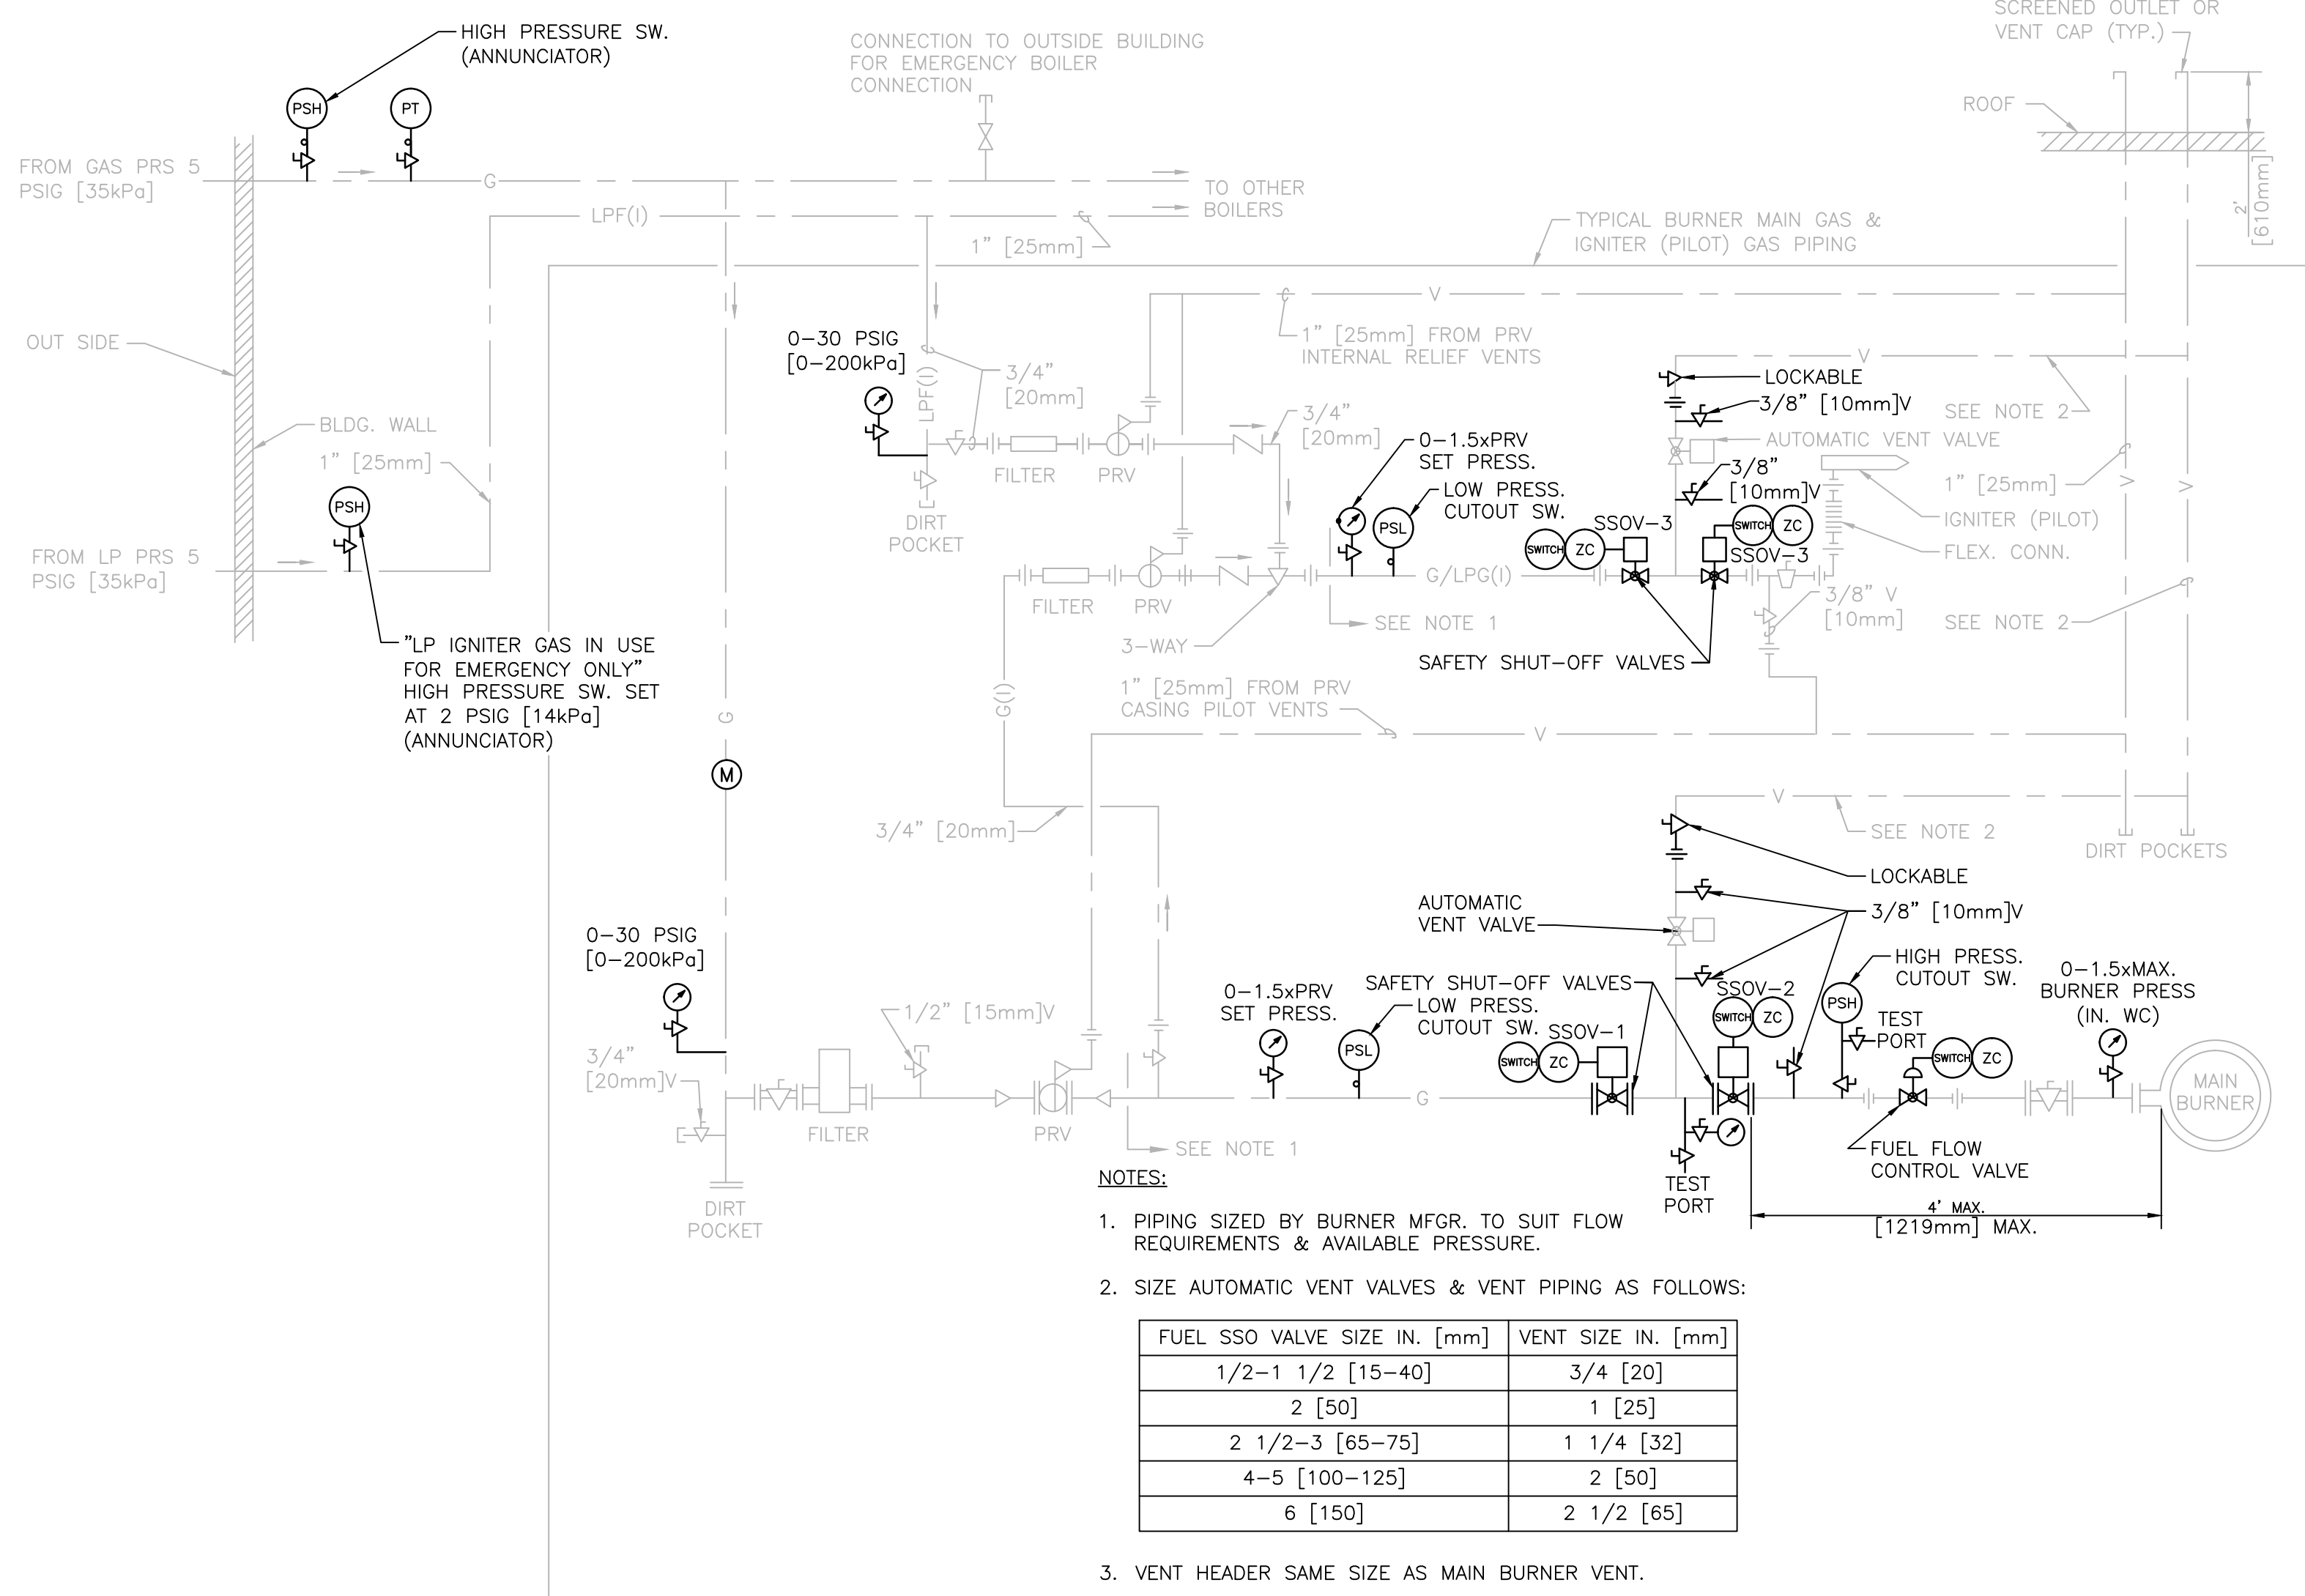 SCREENED OUTLET OR
VENT CAP (TYP.)
HIGH PRESSURE SW.
(ANNUNCIATOR)
CONNECTION TO OUTSIDE BUILDING
FOR EMERGENCY BOILER
CONNECTION
PSH
PT
ROOF
FROM GAS PRS 5
PSIG [35kPa]
G
TO OTHER
BOILERS
LPF(I)
1" [25mm]
TYPICAL BURNER MAIN GAS &
IGNITER (PILOT) GAS PIPING
2'
[610mm]
V
OUT SIDE
0-30 PSIG
[0-200kPa]
1" [25mm] FROM PRV
INTERNAL RELIEF VENTS
V
LPF(I)
3/4"
[20mm]
LOCKABLE
3/8" [10mm]V
SEE NOTE 2
BLDG. WALL
1" [25mm]
3/4"
[20mm]
0-1.5xPRV
SET PRESS.
AUTOMATIC VENT VALVE
FILTER
PRV
3/8"
[10mm]V
LOW PRESS.
CUTOUT SW.
1" [25mm]
V
V
PSH
DIRT
POCKET
PSL
SSOV-3
SWITCH
ZC
SWITCH
ZC
SSOV-3
IGNITER (PILOT)
FLEX. CONN.
FROM LP PRS 5
PSIG [35kPa]
G/LPG(I)
FILTER
PRV
3/8" V
[10mm]
SEE NOTE 1
SEE NOTE 2
3-WAY
SAFETY SHUT-OFF VALVES
"LP IGNITER GAS IN USE
FOR EMERGENCY ONLY"
HIGH PRESSURE SW. SET
AT 2 PSIG [14kPa]
(ANNUNCIATOR)
G(I)
1" [25mm] FROM PRV
CASING PILOT VENTS
G
V
M
V
3/4" [20mm]
SEE NOTE 2
DIRT POCKETS
LOCKABLE
AUTOMATIC
VENT VALVE
3/8" [10mm]V
0-30 PSIG
[0-200kPa]
HIGH PRESS.
CUTOUT SW.
0-1.5xMAX.
BURNER PRESS
(IN. WC)
0-1.5xPRV
SET PRESS.
SAFETY SHUT-OFF VALVES
LOW PRESS.
CUTOUT SW.
SSOV-2
PSH
1/2" [15mm]V
SWITCH
ZC
TEST
PORT
SSOV-1
PSL
SWITCH
ZC
SWITCH
ZC
3/4"
[20mm]V
G
MAIN
BURNER
FILTER
PRV
SEE NOTE 1
FUEL FLOW
CONTROL VALVE
TEST
PORT
DIRT
POCKET
4' MAX.
[1219mm] MAX.
NOTES:
1. PIPING SIZED BY BURNER MFGR. TO SUIT FLOW
REQUIREMENTS & AVAILABLE PRESSURE.
2. SIZE AUTOMATIC VENT VALVES & VENT PIPING AS FOLLOWS:
FUEL SSO VALVE SIZE IN. [mm] VENT SIZE IN. [mm]
1/2-1 1/2 [15-40] 3/4 [20]
2 [50] 1 [25]
2 1/2-3 [65-75] 1 1/4 [32]
4-5 [100-125] 2 [50]
6 [150] 2 1/2 [65]
3. VENT HEADER SAME SIZE AS MAIN BURNER VENT.